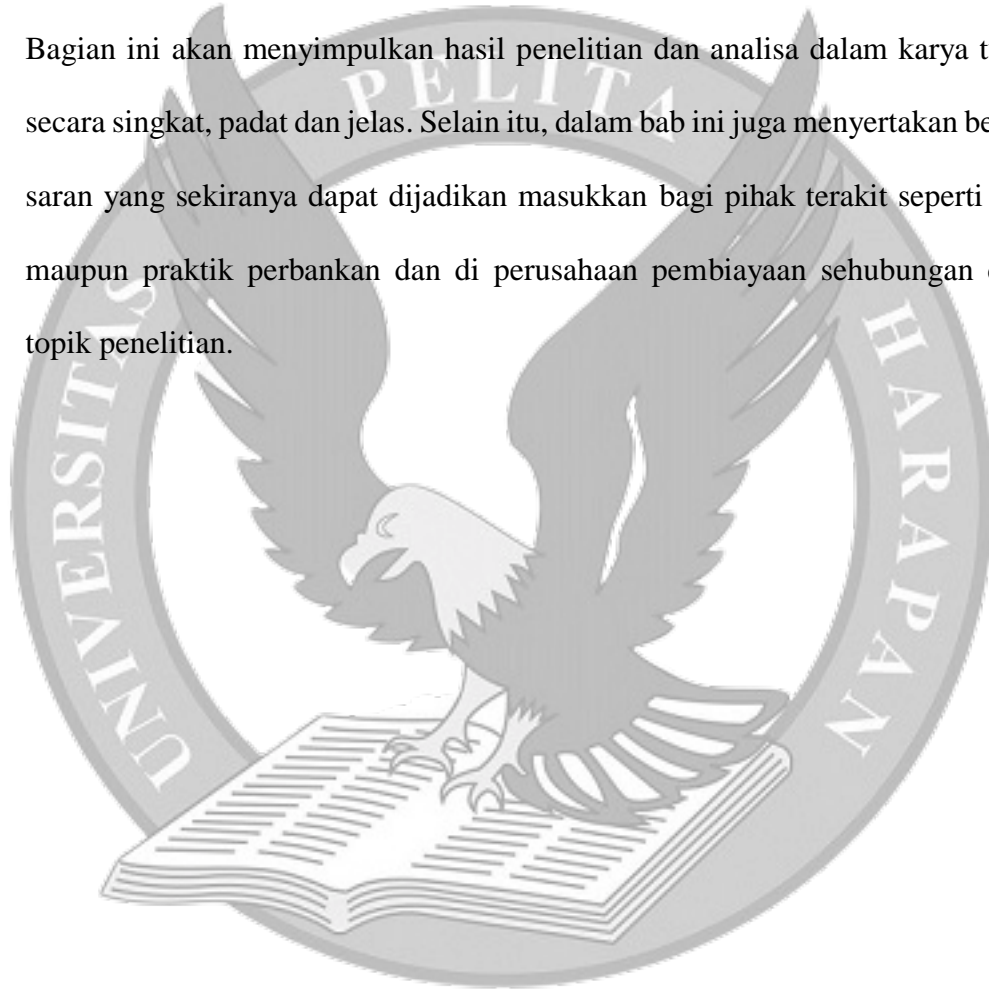 Bagian ini akan menyimpulkan hasil penelitian dan analisa dalam karya t
secara singkat, padat dan jelas. Selain itu, dalam bab ini juga menyertakan be
saran yang sekiranya dapat dijadikan masukkan bagi pihak terakit seperti
maupun praktik perbankan dan di perusahaan pembiayaan sehubungan
topik penelitian.
UNIVERSITAS PELITA HARAPAN